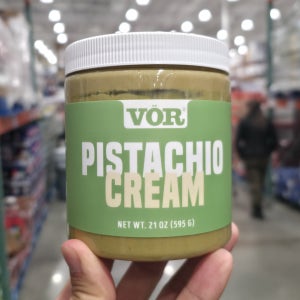 VÖR
PISTACHIO
CREAM
NET WT. 21 OZ (595 G)